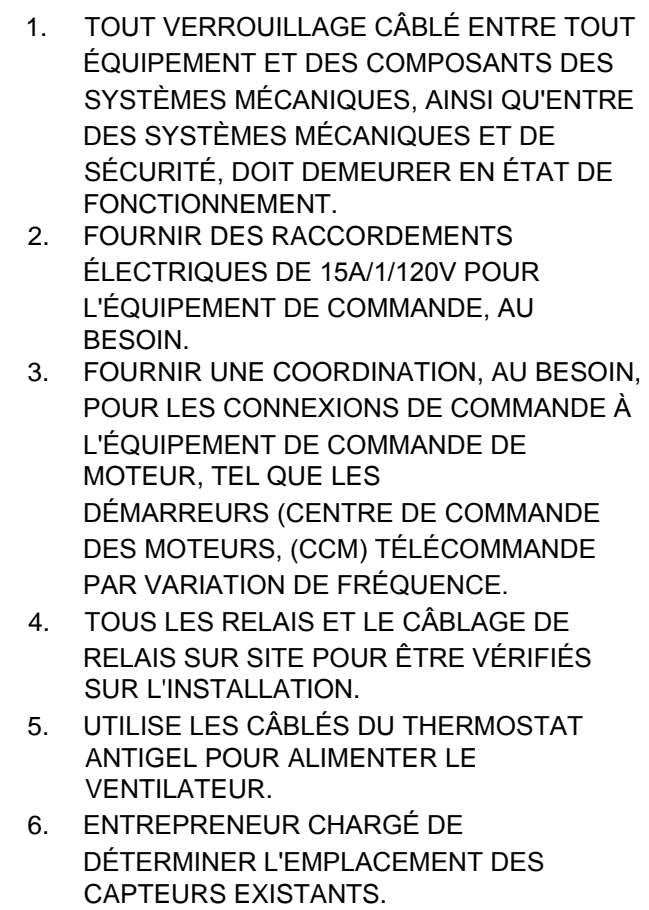 1. TOUT VERROUILLAGE CÂBLÉ ENTRE TOUT
ÉQUIPEMENT ET DES COMPOSANTS DES
SYSTÈMES MÉCANIQUES, AINSI QU'ENTRE
DES SYSTÈMES MÉCANIQUES ET DE
SÉCURITÉ, DOIT DEMEURER EN ÉTAT DE
FONCTIONNEMENT.
2. FOURNIR DES RACCORDEMENTS
ÉLECTRIQUES DE 15A/1/120V POUR
L'ÉQUIPEMENT DE COMMANDE, AU
BESOIN.
3. FOURNIR UNE COORDINATION, AU BESOIN,
POUR LES CONNEXIONS DE COMMANDE À
L'ÉQUIPEMENT DE COMMANDE DE
MOTEUR, TEL QUE LES
DÉMARREURS (CENTRE DE COMMANDE
DES MOTEURS, (CCM) TÉLÉCOMMANDE
PAR VARIATION DE FRÉQUENCE.
4. TOUS LES RELAIS ET LE CÂBLAGE DE
RELAIS SUR SITE POUR ÊTRE VÉRIFIÉS
SUR L'INSTALLATION.
5. UTILISE LES CÂBLÉS DU THERMOSTAT
ANTIGEL POUR ALIMENTER LE
VENTILATEUR.
6. ENTREPRENEUR CHARGÉ DE
DÉTERMINER L'EMPLACEMENT DES
CAPTEURS EXISTANTS.